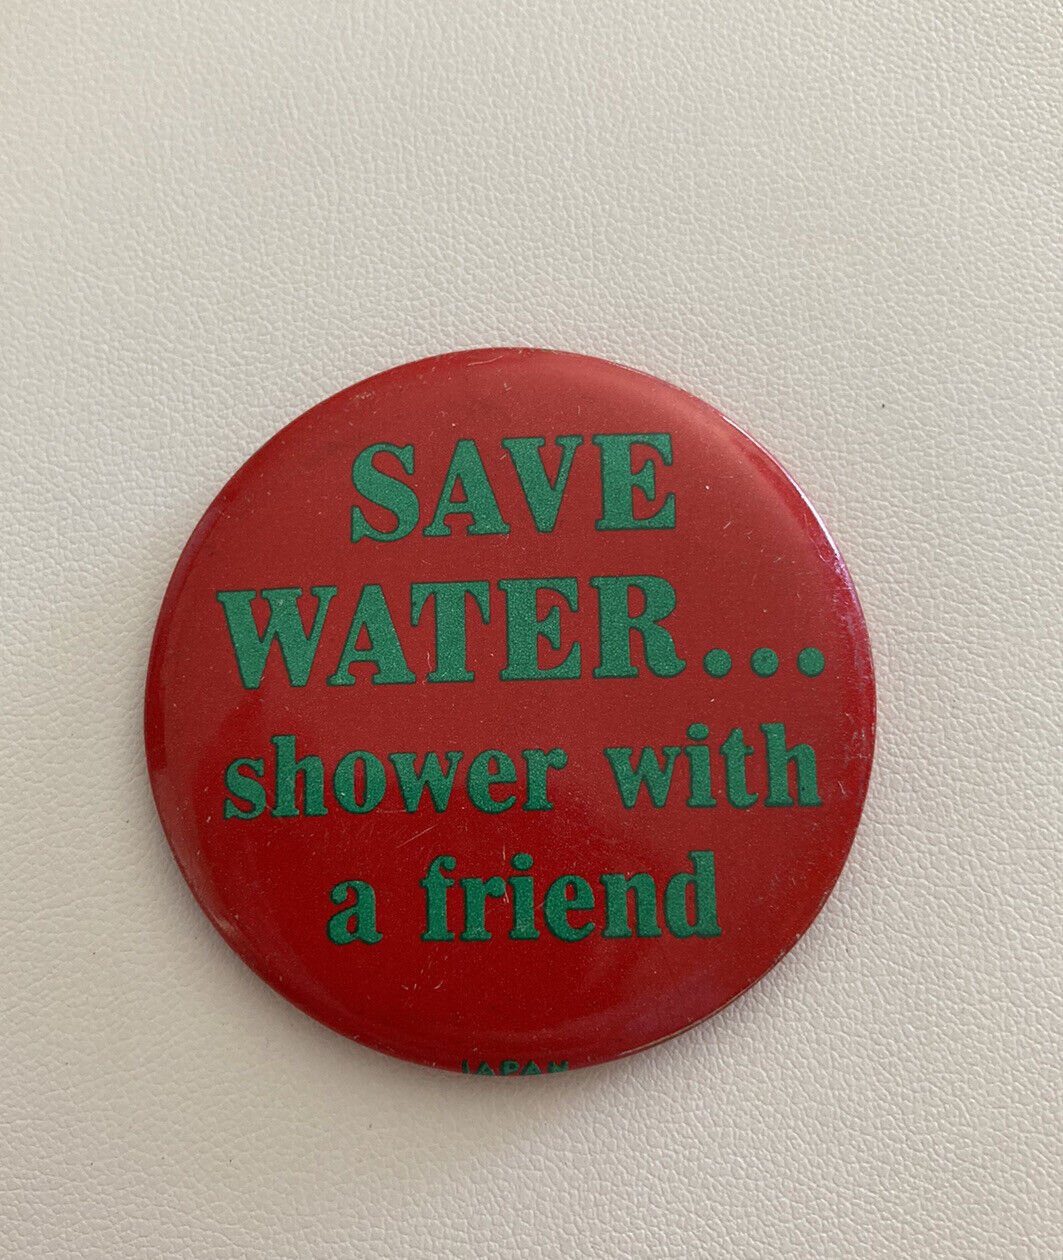 SAVE
WATER...
shower with
a friend
JAPAN